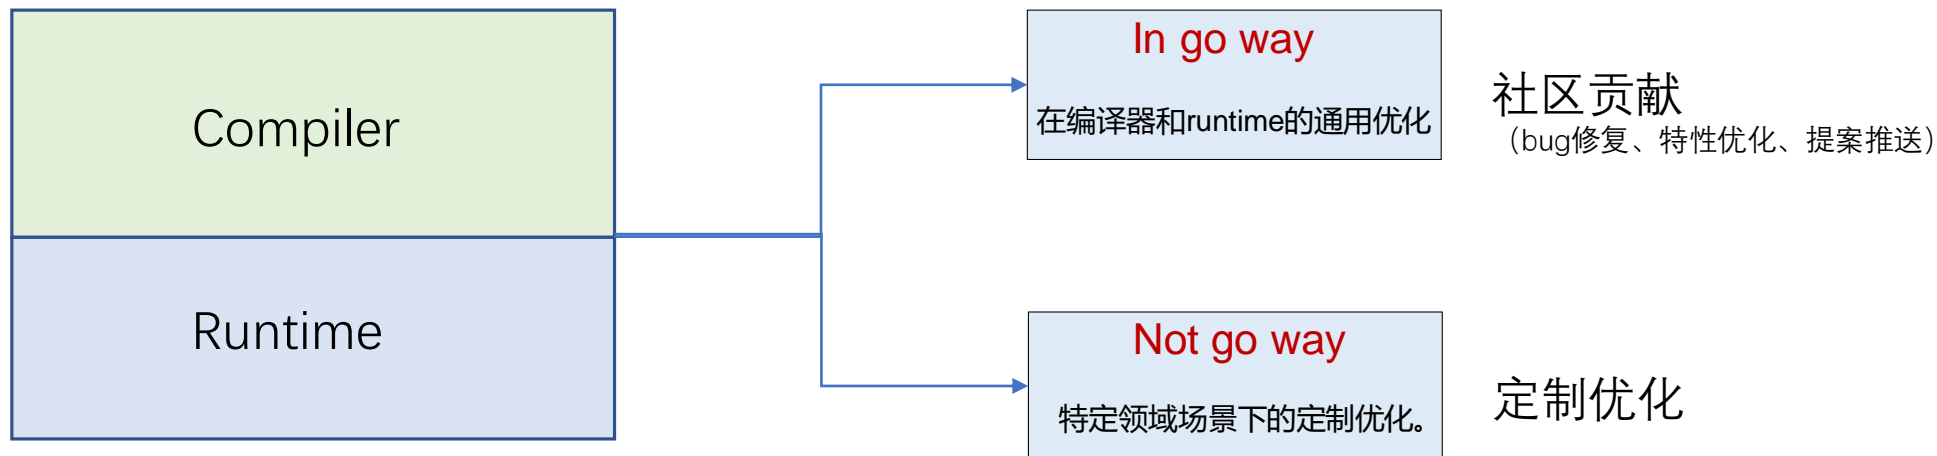 Compiler
Runtime
In go way
在编译器和runtime的通用优化
社区贡献
（bug修复、特性优化、提案推送）
Not go way
特定领域场景下的定制优化。
定制优化